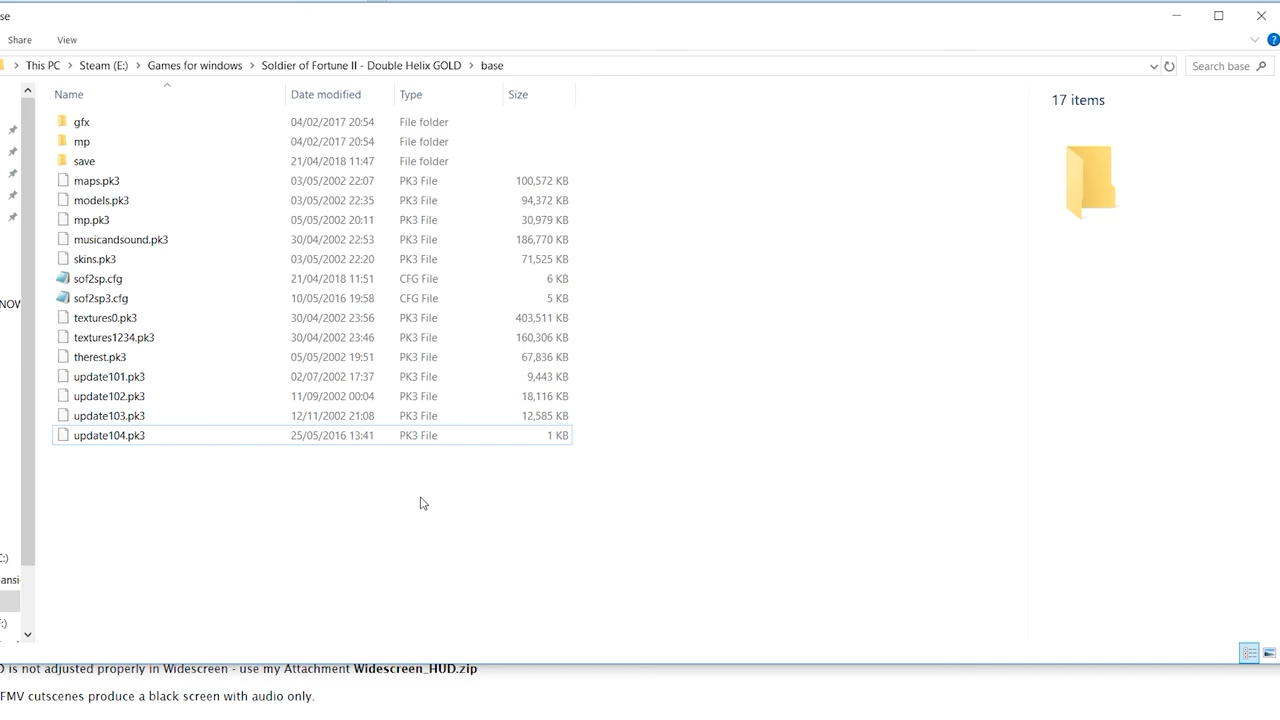 se
Share View
This PC > Steam (E:) > Games for windows > Soldier of Fortune II - Double Helix GOLD > base
Search base
Name Date modified Type Size
17 items
gfx 04/02/2017 20:54 File folder
mp 04/02/2017 20:54 File folder
save 21/04/2018 11:47 File folder
maps.pk3 03/05/2002 22:07 PK3 File 100,572 KB
models.pk3 03/05/2002 22:35 PK3 File 94,372 KB
mp.pk3 05/05/2002 20:11 PK3 File 30,979 KB
musicandsound.pk3 30/04/2002 22:53 PK3 File 186,770 KB
skins.pk3 03/05/2002 22:20 PK3 File 71,525 KB
sof2sp.cfg 21/04/2018 11:51 CFG File 6 KB
sof2sp3.cfg 10/05/2016 19:58 CFG File 5 KB
NOW
textures0.pk3 30/04/2002 23:56 PK3 File 403,511 KB
textures1234.pk3 30/04/2002 23:46 PK3 File 160,306 KB
therest.pk3 05/05/2002 19:51 PK3 File 67,836 KB
update101.pk3 02/07/2002 17:37 PK3 File 9,443 KB
update102.pk3 11/09/2002 00:04 PK3 File 18,116 KB
update103.pk3 12/11/2002 21:08 PK3 File 12,585 KB
update104.pk3 25/05/2016 13:41 PK3 File 1 KB
C:)
ansi
F:)
D is not adjusted properly in Widescreen - use my Attachment Widescreen_HUD.zip
FMV cutscenes produce a black screen with audio only.